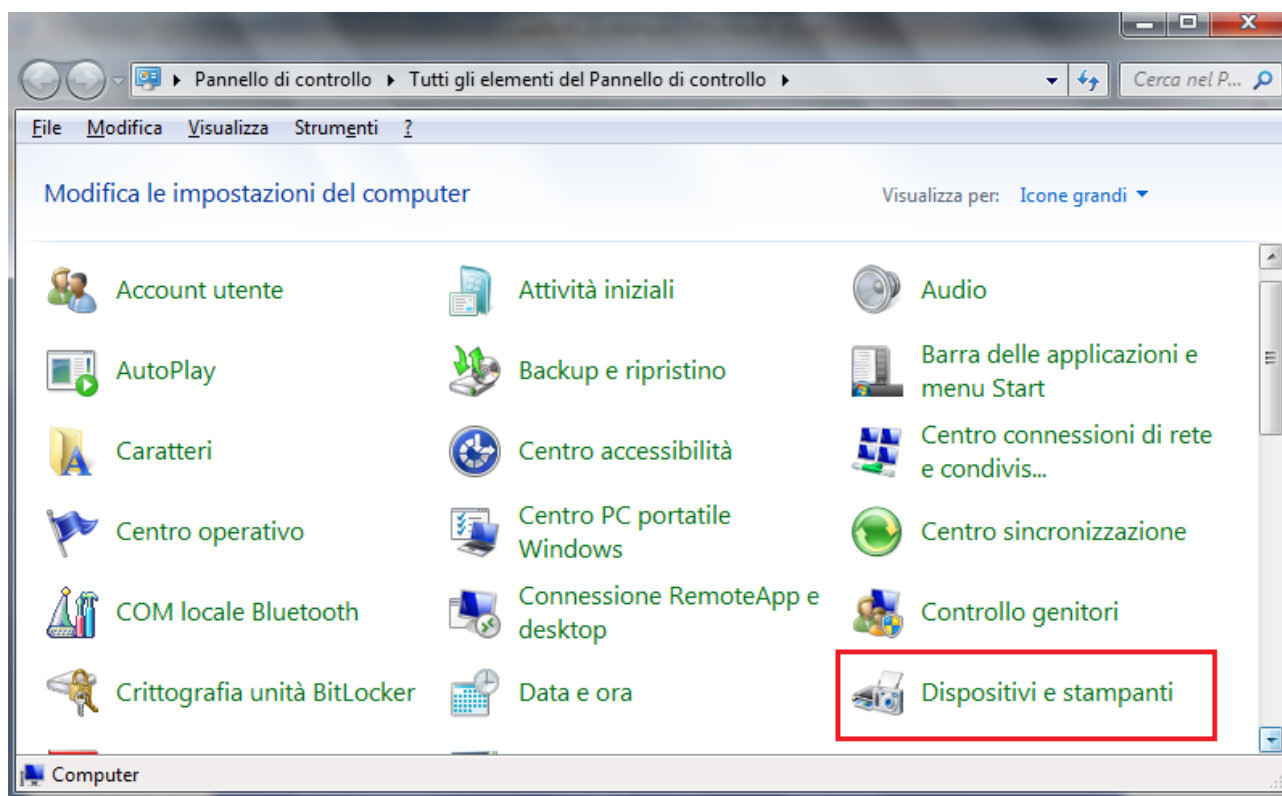 Pannello di controllo Tutti gli elementi del Pannello di controllo Cerca nel P...
File Modifica Visualizza Strumenti ?
Modifica le impostazioni del computer Visualizza per: Icone grandi
Account utente Attività iniziali Audio
AutoPlay Backup e ripristino Barra delle applicazioni e
menu Start
Caratteri Centro accessibilità Centro connessioni di rete
e condivis...
Centro operativo Centro PC portatile
Windows Centro sincronizzazione
COM locale Bluetooth Connessione RemoteApp e
desktop Controllo genitori
Crittografia unità BitLocker Data e ora Dispositivi e stampanti
Computer